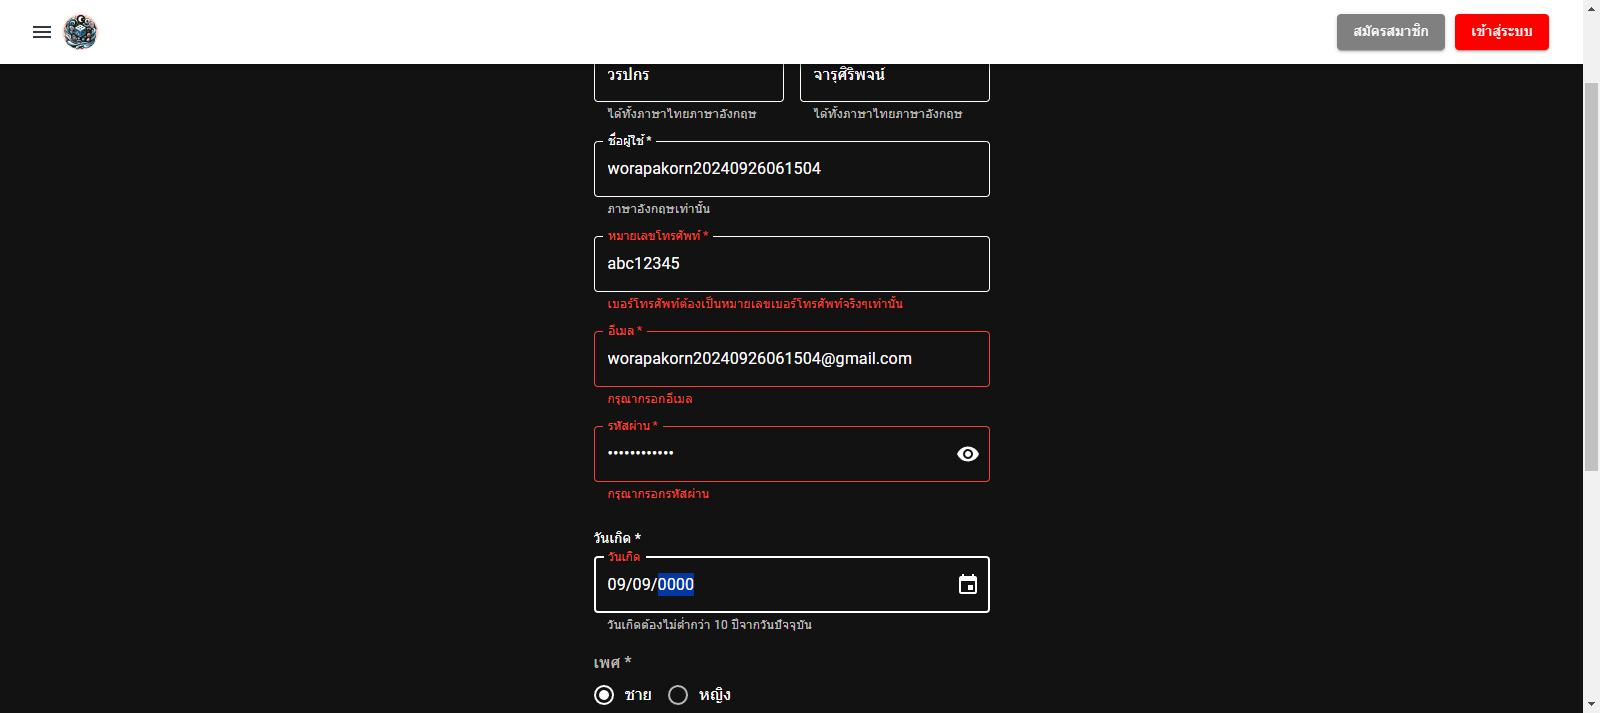 สมัครสมาชิก เข้าสู่ระบบ
วรปกร จารุศิริพจน์
ได้ทั้งภาษาไทยภาษาอังกฤษ ได้ทั้งภาษาไทยภาษาอังกฤษ
ชื่อผู้ใช้ *
worapakorn20240926061504
ภาษาอังกฤษเท่านั้น
หมายเลขโทรศัพท์ *
abc12345
เบอร์โทรศัพท์ต้องเป็นหมายเลขเบอร์โทรศัพท์จริงๆเท่านั้น
อีเมล *
worapakorn20240926061504@gmail.com
กรุณากรอกอีเมล
รหัสผ่าน *
••••••••••••
กรุณากรอกรหัสผ่าน
วันเกิด *
วันเกิด
09/09/0000
วันเกิดต้องไม่ต่ำกว่า 10 ปีจากวันปัจจุบัน
เพศ *
ชาย หญิง